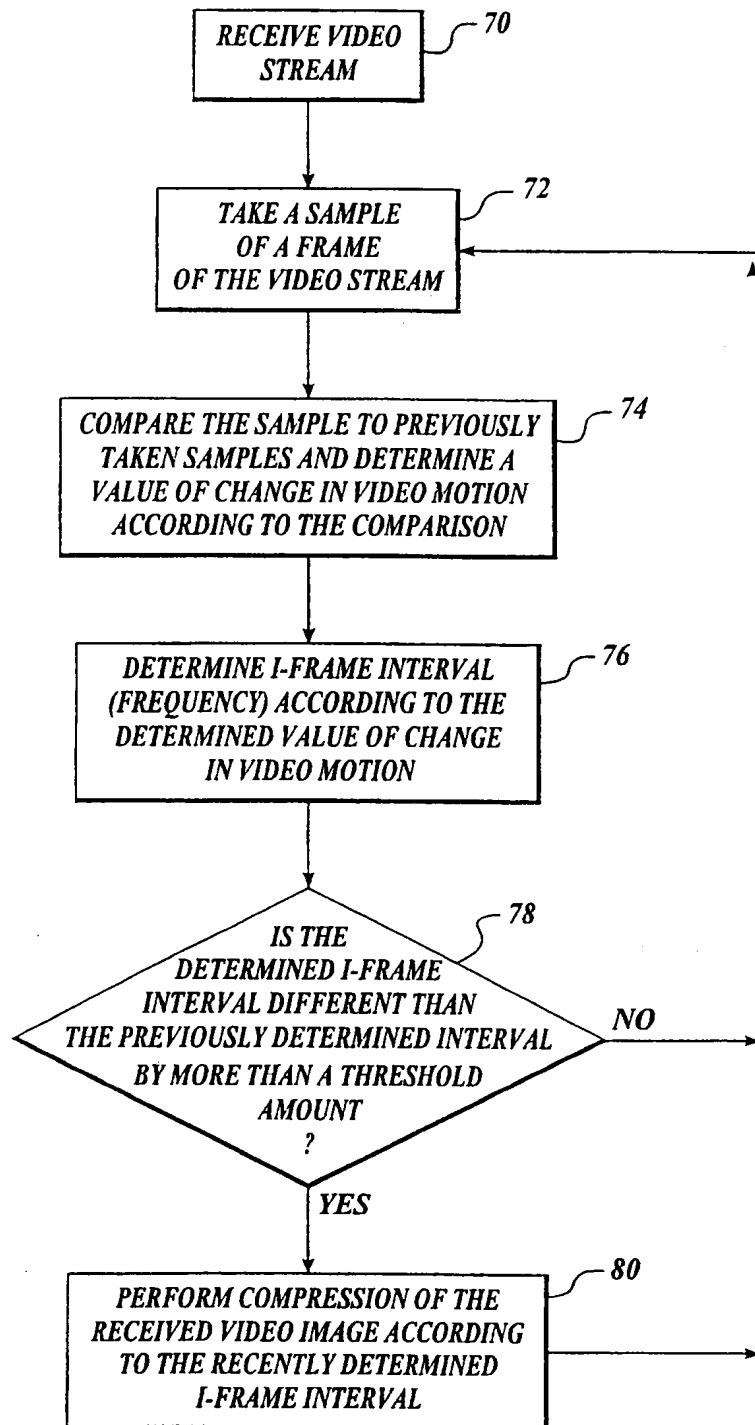 RECEIVE VIDEO
STREAM
70
TAKE A SAMPLE
OF A FRAME
OF THE VIDEO STREAM
72
COMPARE THE SAMPLE TO PREVIOUSLY
TAKEN SAMPLES AND DETERMINE A
VALUE OF CHANGE IN VIDEO MOTION
ACCORDING TO THE COMPARISON
74
DETERMINE I-FRAME INTERVAL
(FREQUENCY) ACCORDING TO THE
DETERMINED VALUE OF CHANGE
IN VIDEO MOTION
76
IS THE
DETERMINED I-FRAME
INTERVAL DIFFERENT THAN
THE PREVIOUSLY DETERMINED INTERVAL
BY MORE THAN A THRESHOLD
AMOUNT
?
78
NO
YES
PERFORM COMPRESSION OF THE
RECEIVED VIDEO IMAGE ACCORDING
TO THE RECENTLY DETERMINED
I-FRAME INTERVAL
80